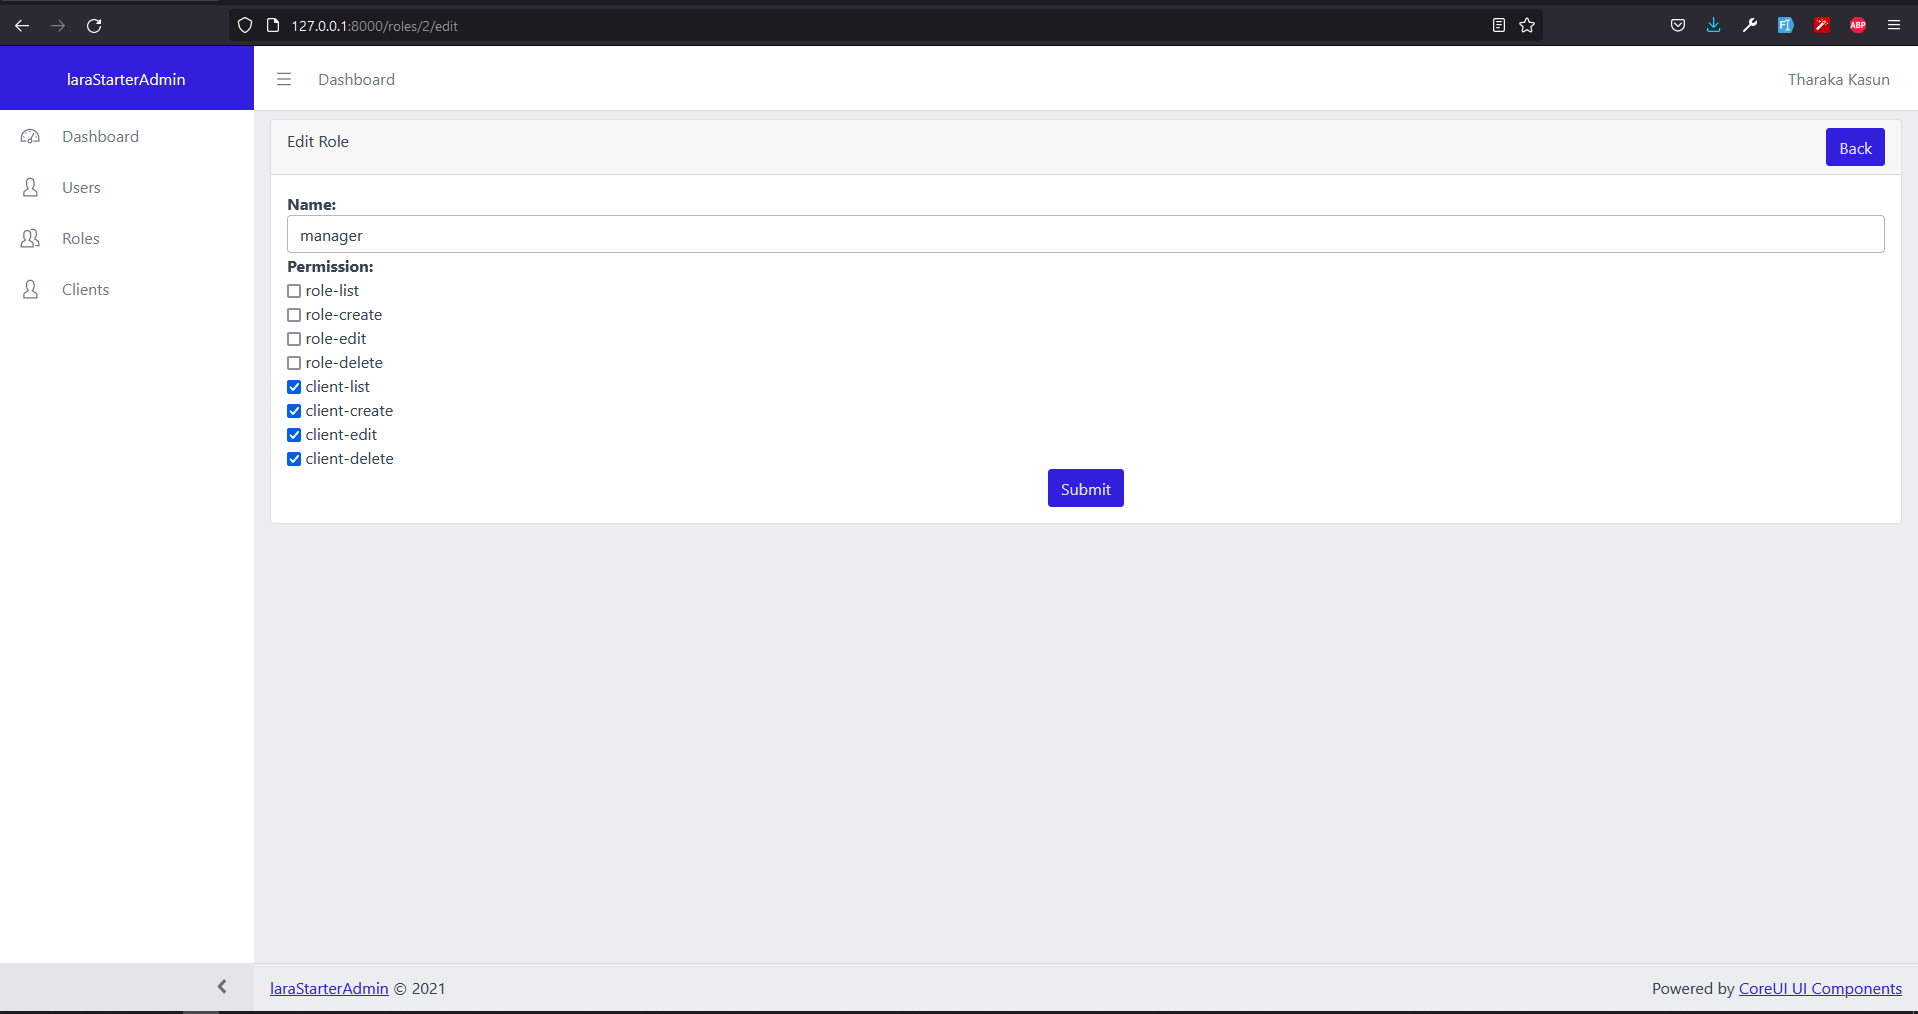 127.0.0.1:8000/roles/2/edit
ABP
laraStarterAdmin
Dashboard
Tharaka Kasun
Dashboard
Users
Roles
Clients
Edit Role
Back
Name:
manager
Permission:
role-list
role-create
role-edit
role-delete
client-list
client-create
client-edit
client-delete
Submit
laraStarterAdmin © 2021
Powered by CoreUI UI Components